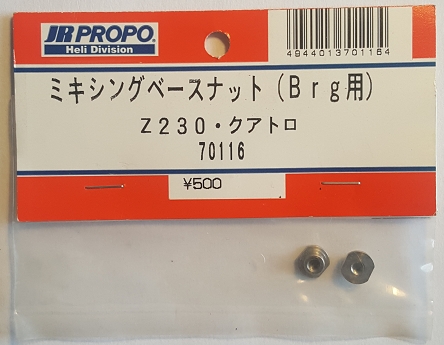 JR PROPO
Heli Division
4944013701164
ミキシングベースナット(Brg用)
Z230・クアトロ
70116
¥500